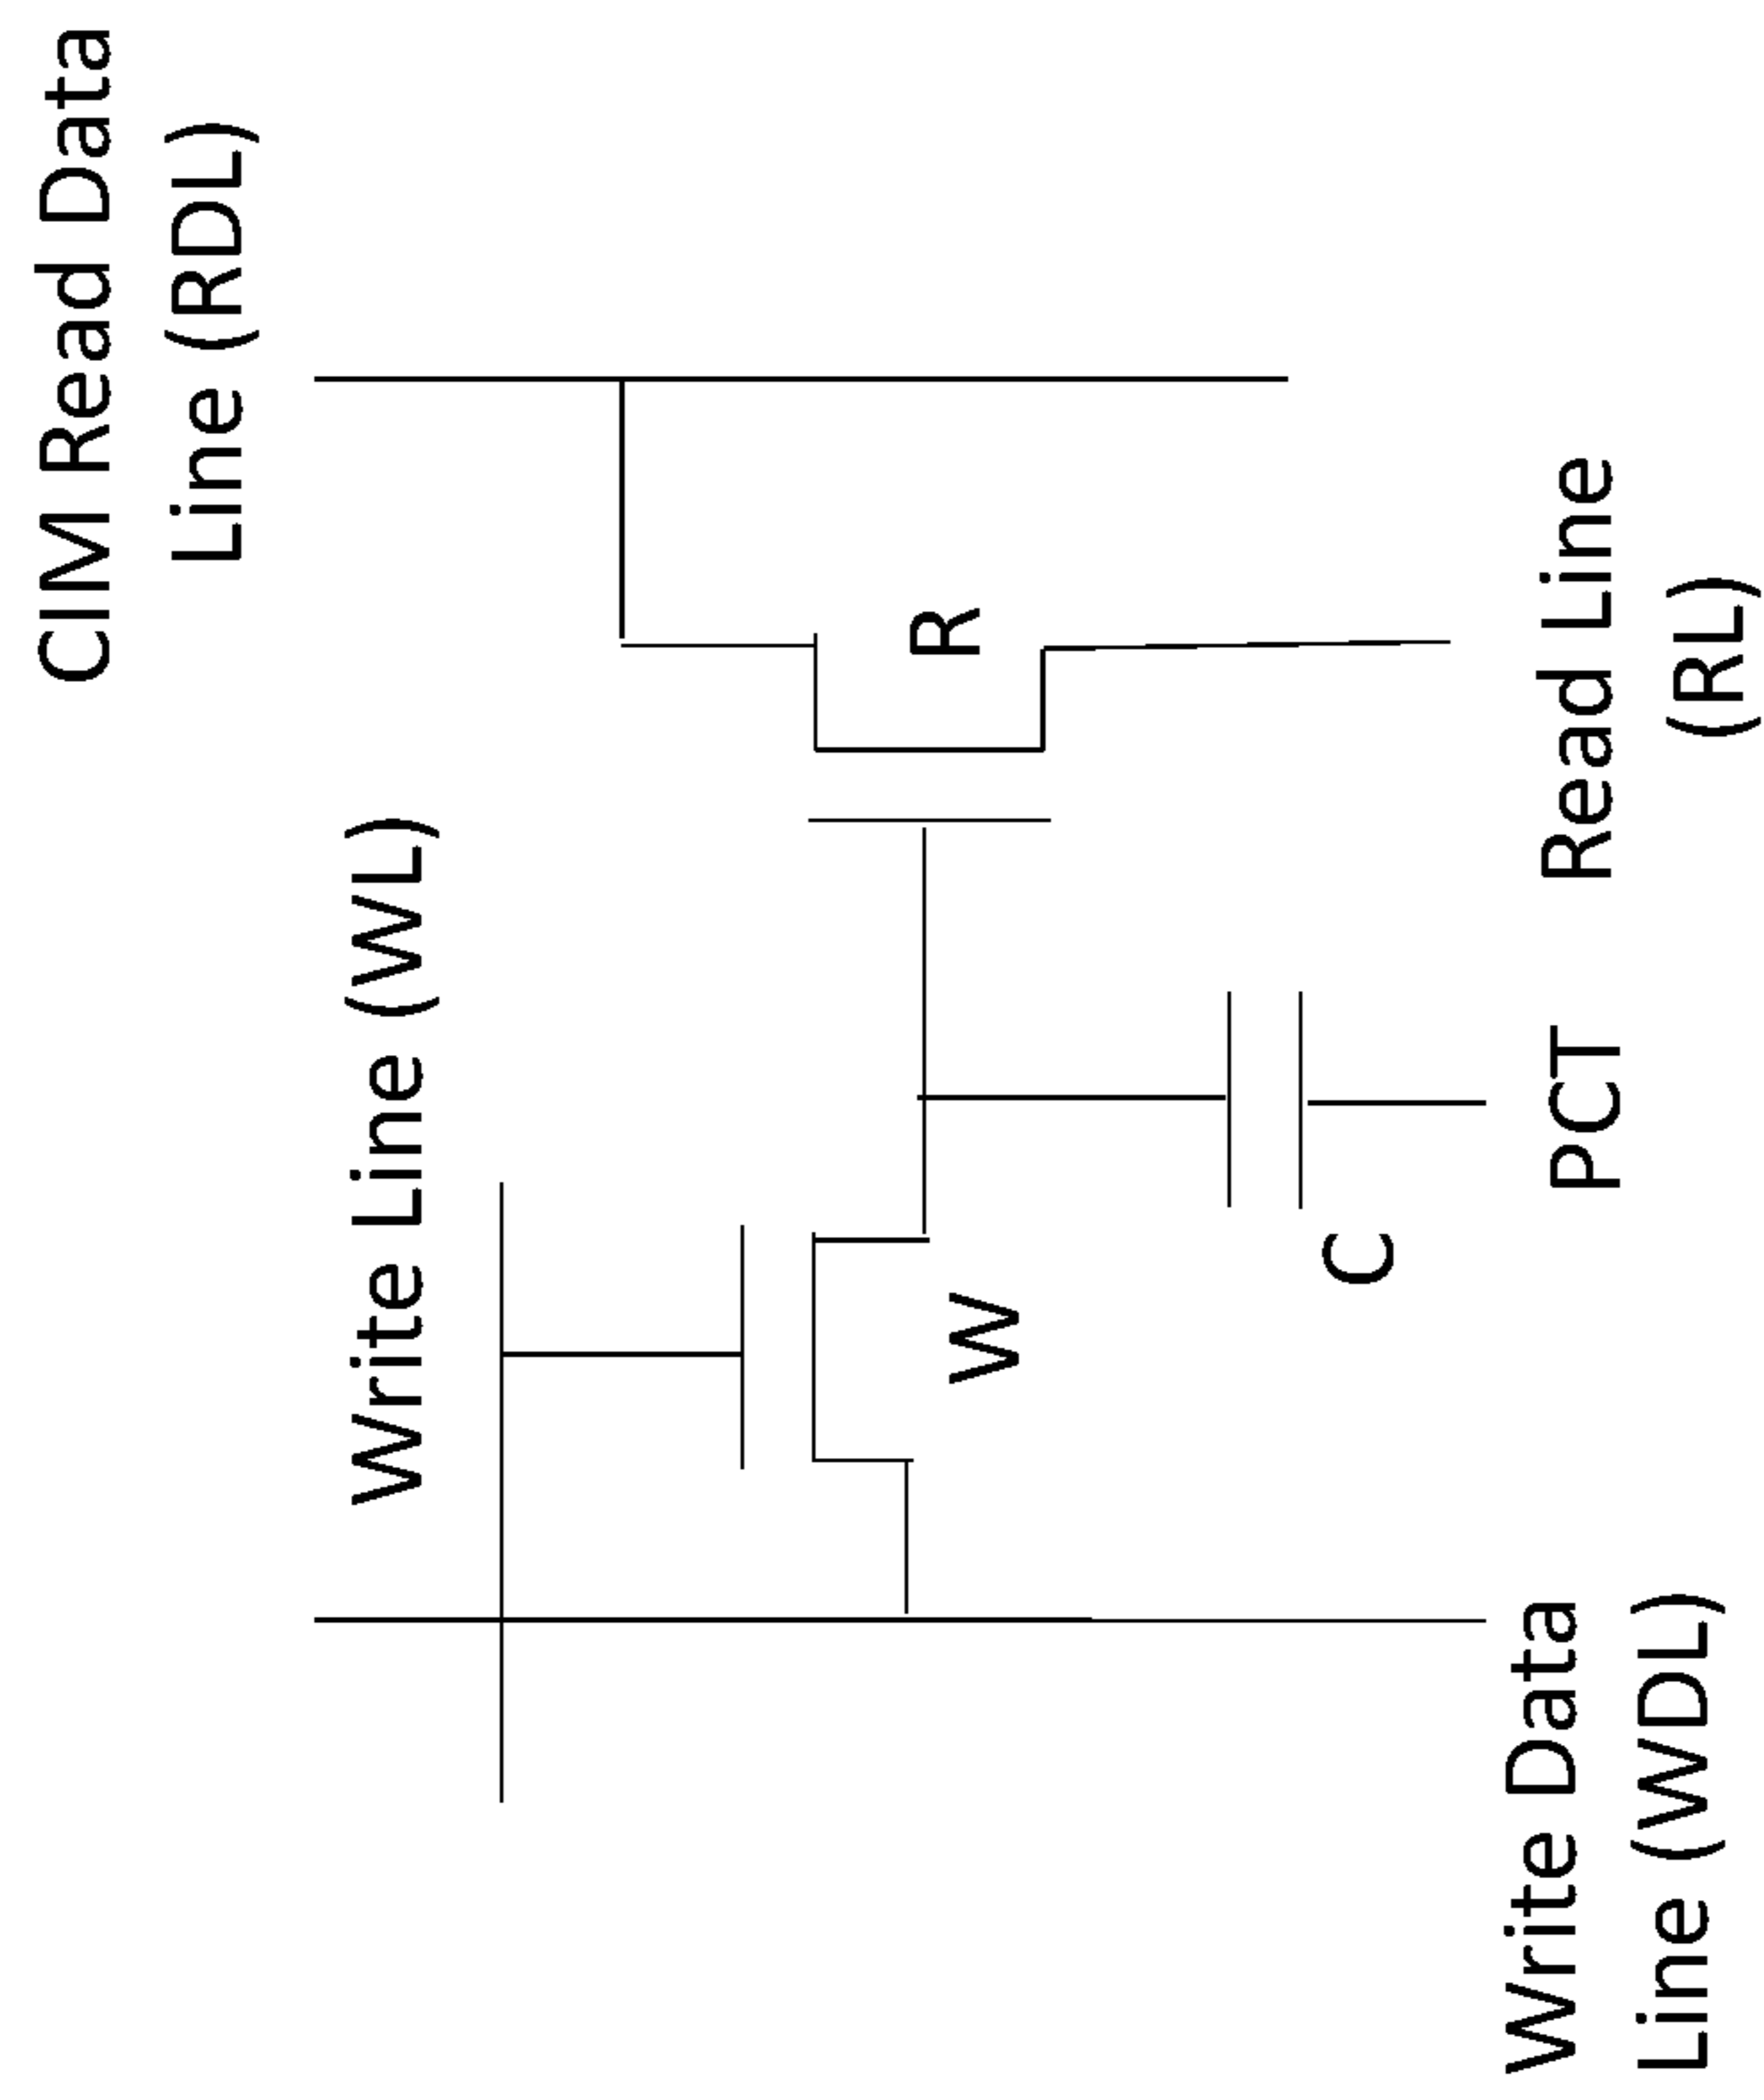 CIM Read Data
Line (RDL)
Write Line (WL)
R
W
C
Write Data
Line (WDL)
PCT
Read Line
(RL)